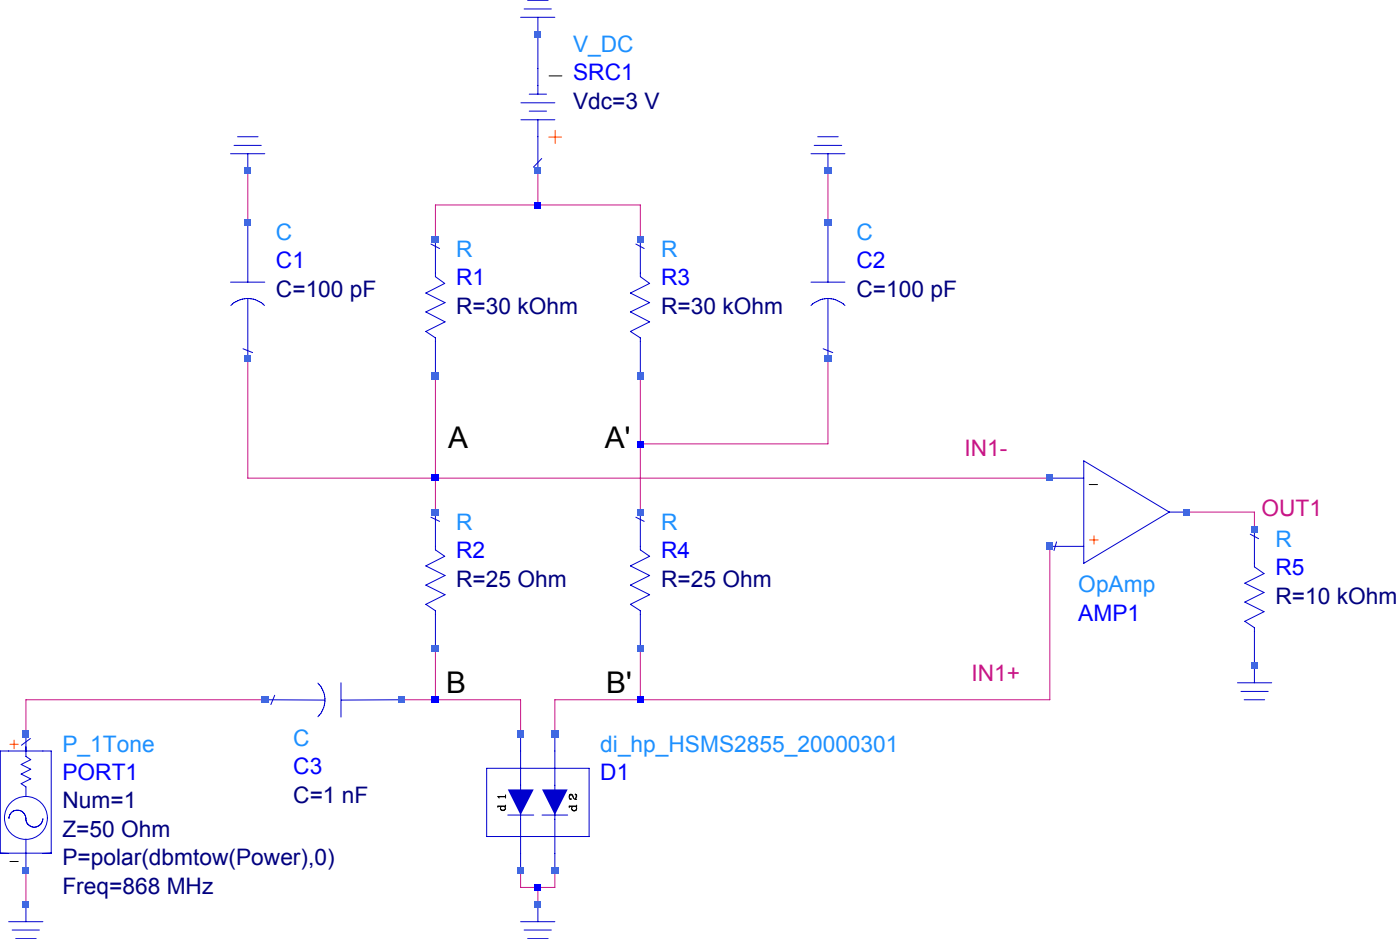 V_DC
SRC1
Vdc=3 V
–
+
C
C1
C=100 pF
R
R1
R=30 kOhm
R
R3
R=30 kOhm
C
C2
C=100 pF
A
A'
IN1-
R
R2
R=25 Ohm
R
R4
R=25 Ohm
–
+
OpAmp
AMP1
OUT1
R
R5
R=10 kOhm
B
B'
IN1+
+
P_1Tone
PORT1
Num=1
Z=50 Ohm
P=polar(dbmtow(Power),0)
Freq=868 MHz
–
C
C3
C=1 nF
di_hp_HSMS2855_20000301
D1
d1
d2